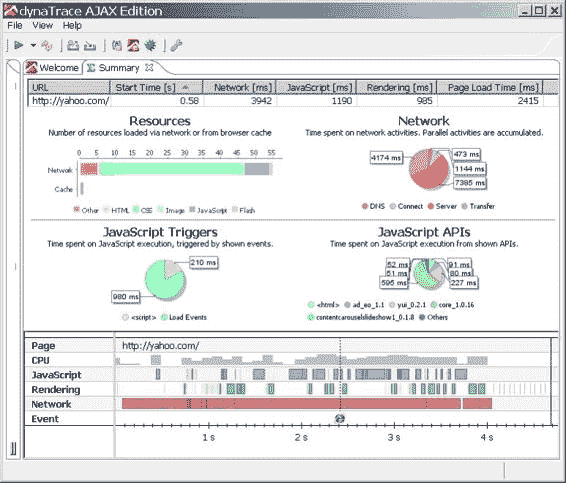 dynaTrace AJAX Edition
File View Help
Welcome Summary
URL Start Time [s] Network [ms] JavaScript [ms] Rendering [ms] Page Load Time [ms]
http://yahoo.com/ 0.58 3942 1190 985 2415
Resources
Number of resources loaded via network or from browser cache
0 5 10 15 20 25 30 35 40 45 50 55
Network
Cache
Other HTML CSS Image JavaScript Flash
Network
Time spent on network activities. Parallel activities are accumulated.
4174 ms
473 ms
1144 ms
7385 ms
DNS Connect Server Transfer
JavaScript Triggers
Time spent on JavaScript execution, triggered by shown events.
210 ms
980 ms
<script> Load Events
JavaScript APIs
Time spent on JavaScript execution from shown APIs.
52 ms 91 ms
51 ms 80 ms
595 ms 227 ms
<html> ad_eo_1.1 yui_0.2.1 core_1.0.16
contentcarouselslideshow1_0.1.8 Others
Page http://yahoo.com/
CPU
JavaScript
Rendering
Network
Event
1 s 2 s 3 s 4 s